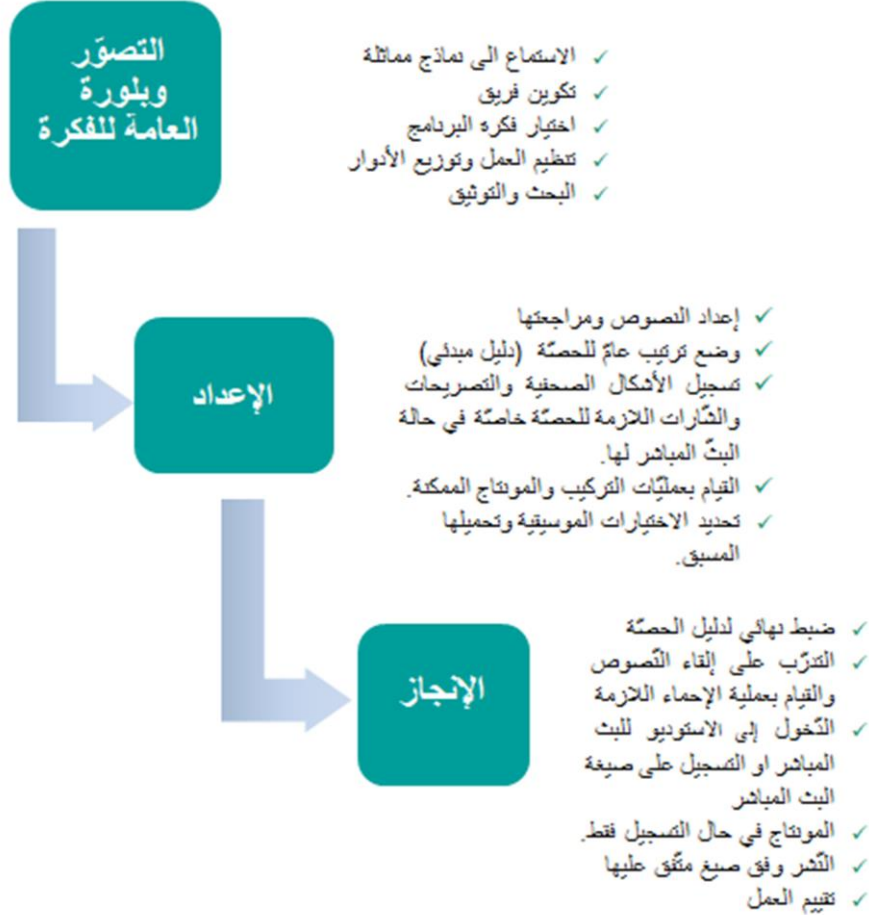 التصوّر
وبلورة
العامة للفكرة
✓ الاستماع الى نماذج مماثلة
✓ تكوين فريق
✓ اختيار فكرة البرنامج
✓ تنظيم العمل وتوزيع الأدوار
✓ البحث والتوثيق
الإعداد
✓ إعداد النصوص ومراجعتها
✓ وضع ترتيب عامّ للحصّة (دليل مبدئي)
✓ تسجيل الأشكال الصحفية والتصريحات
والشّارات اللازمة للحصّة خاصّة في حالة
البثّ المباشر لها.
✓ القيام بعمليّات التركيب والمونتاج الممكنة.
✓ تحديد الاختيارات الموسيقية وتحميلها
المسبق.
الإنجاز
✓ ضبط نهائي لدليل الحصّة
✓ التدرّب على إلقاء النّصوص
والقيام بعملية الإحماء اللازمة
✓ الدّخول إلى الاستوديو للبث
المباشر او التسجيل على صيغة
البث المباشر
✓ المونتاج في حال التسجيل فقط.
✓ النّشر وفق صيغ متّفق عليها
✓ تقييم العمل